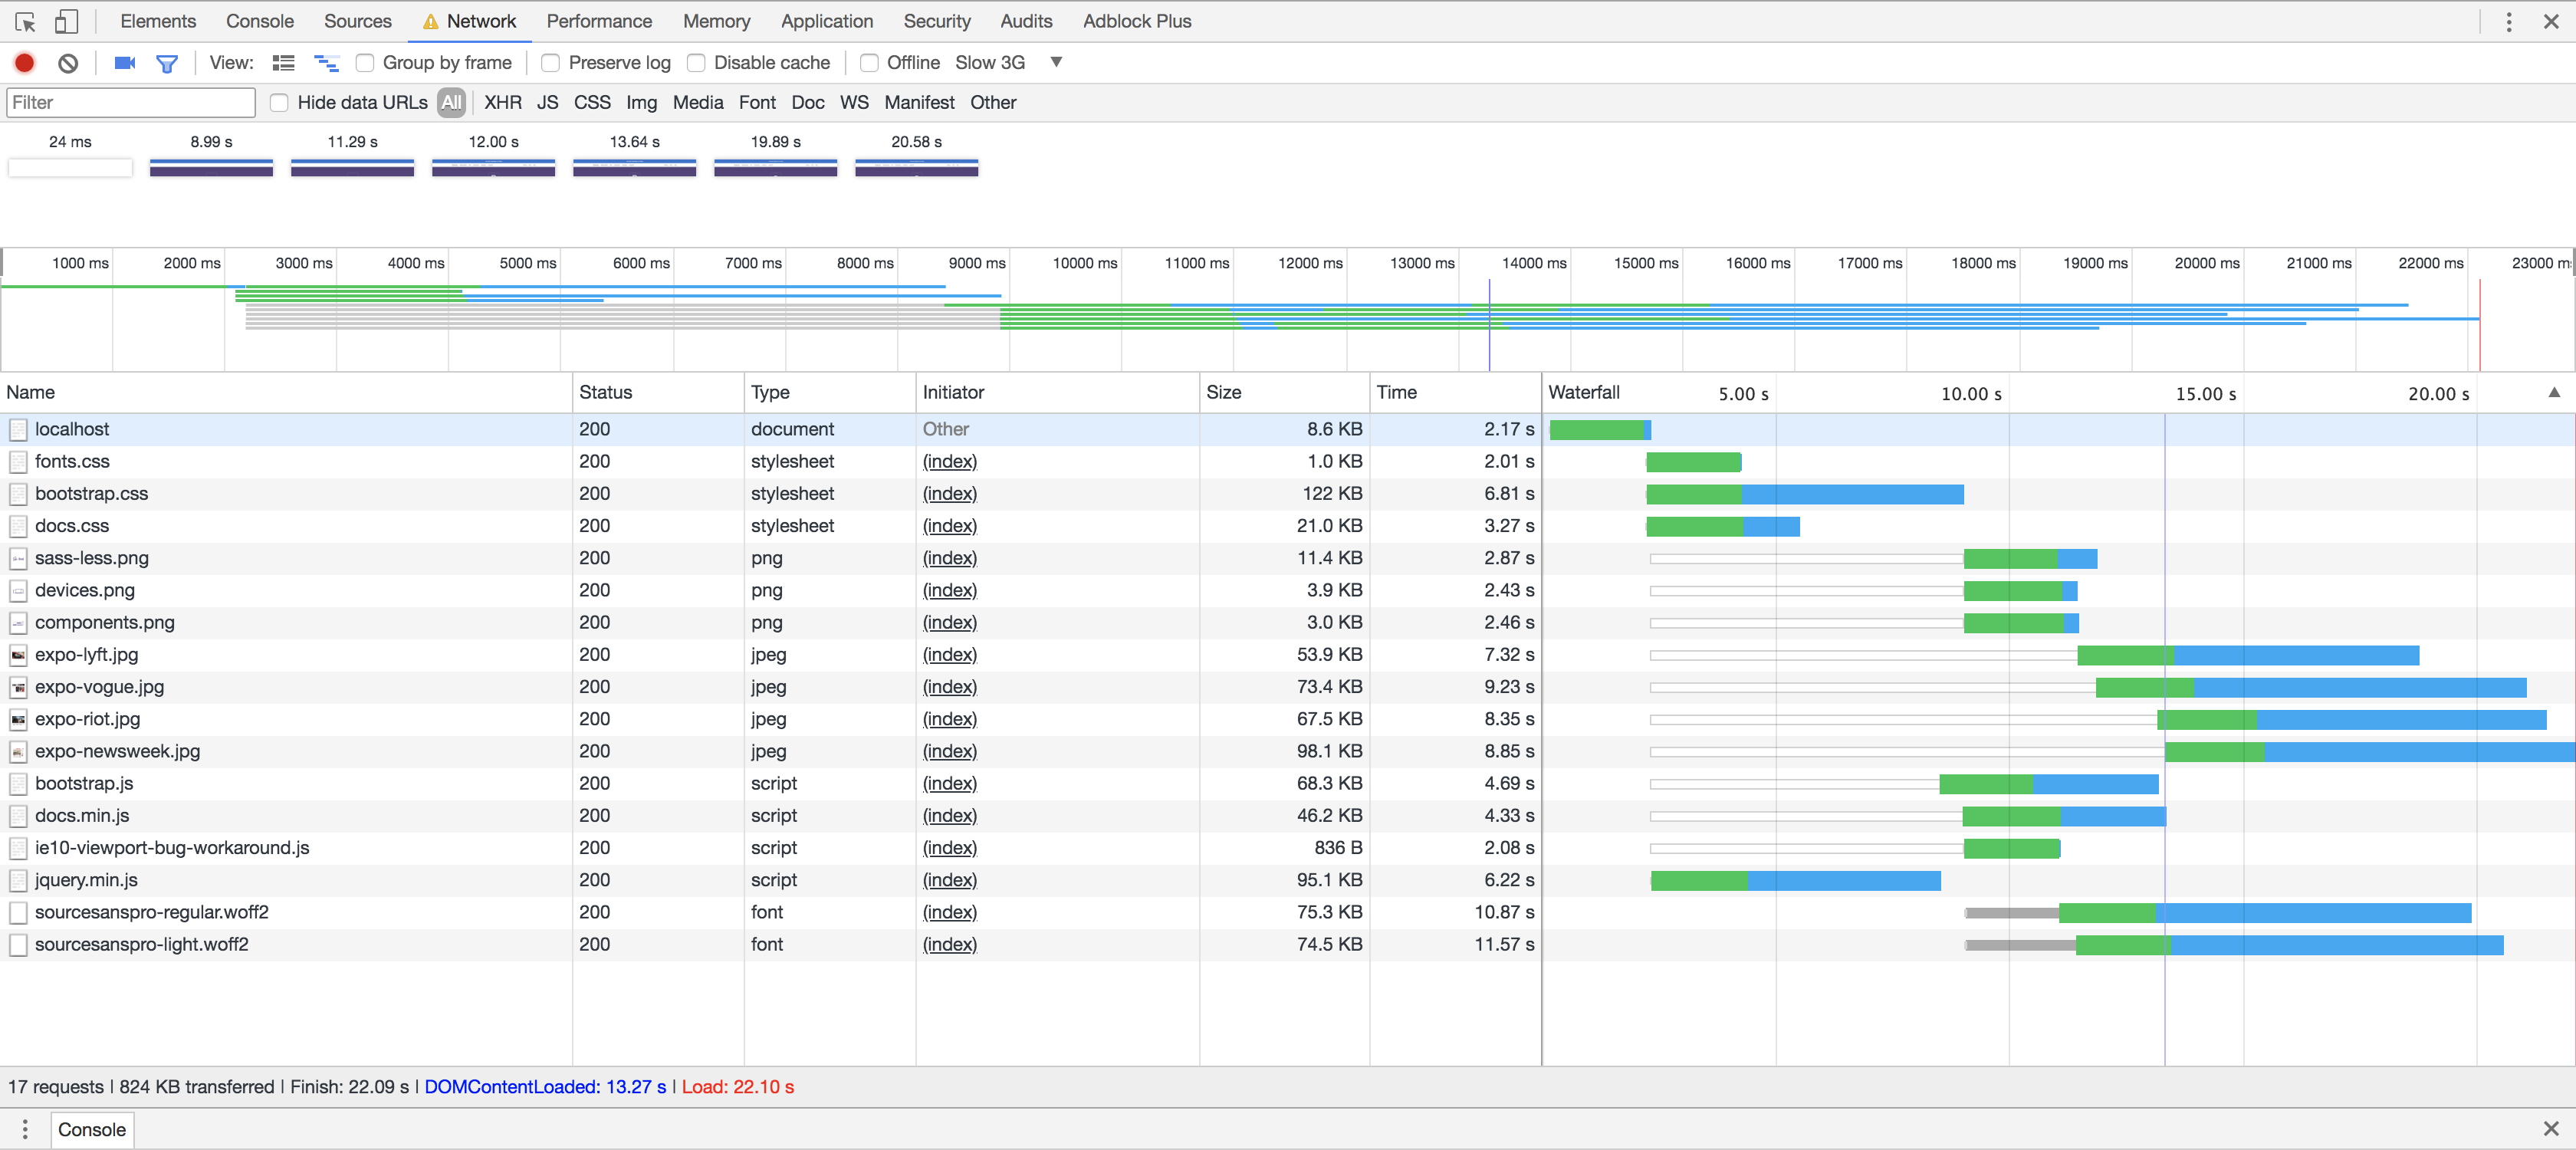 Elements Console Sources Network Performance Memory Application Security Audits Adblock Plus
View: Group by frame Preserve log Disable cache Offline Slow 3G
Filter Hide data URLs All XHR JS CSS Img Media Font Doc WS Manifest Other
24 ms 8.99 s 11.29 s 12.00 s 13.64 s 19.89 s 20.58 s
1000 ms 2000 ms 3000 ms 4000 ms 5000 ms 6000 ms 7000 ms 8000 ms 9000 ms 10000 ms 11000 ms 12000 ms 13000 ms 14000 ms 15000 ms 16000 ms 17000 ms 18000 ms 19000 ms 20000 ms 21000 ms 22000 ms 23000 m
Name Status Type Initiator Size Time Waterfall 5.00 s 10.00 s 15.00 s 20.00 s
localhost 200 document Other 8.6 KB 2.17 s
fonts.css 200 stylesheet (index) 1.0 KB 2.01 s
bootstrap.css 200 stylesheet (index) 122 KB 6.81 s
docs.css 200 stylesheet (index) 21.0 KB 3.27 s
sass-less.png 200 png (index) 11.4 KB 2.87 s
devices.png 200 png (index) 3.9 KB 2.43 s
components.png 200 png (index) 3.0 KB 2.46 s
expo-lyft.jpg 200 jpeg (index) 53.9 KB 7.32 s
expo-vogue.jpg 200 jpeg (index) 73.4 KB 9.23 s
expo-riot.jpg 200 jpeg (index) 67.5 KB 8.35 s
expo-newsweek.jpg 200 jpeg (index) 98.1 KB 8.85 s
bootstrap.js 200 script (index) 68.3 KB 4.69 s
docs.min.js 200 script (index) 46.2 KB 4.33 s
ie10-viewport-bug-workaround.js 200 script (index) 836 B 2.08 s
jquery.min.js 200 script (index) 95.1 KB 6.22 s
sourcesanspro-regular.woff2 200 font (index) 75.3 KB 10.87 s
sourcesanspro-light.woff2 200 font (index) 74.5 KB 11.57 s
17 requests | 824 KB transferred | Finish: 22.09 s | DOMContentLoaded: 13.27 s | Load: 22.10 s
Console